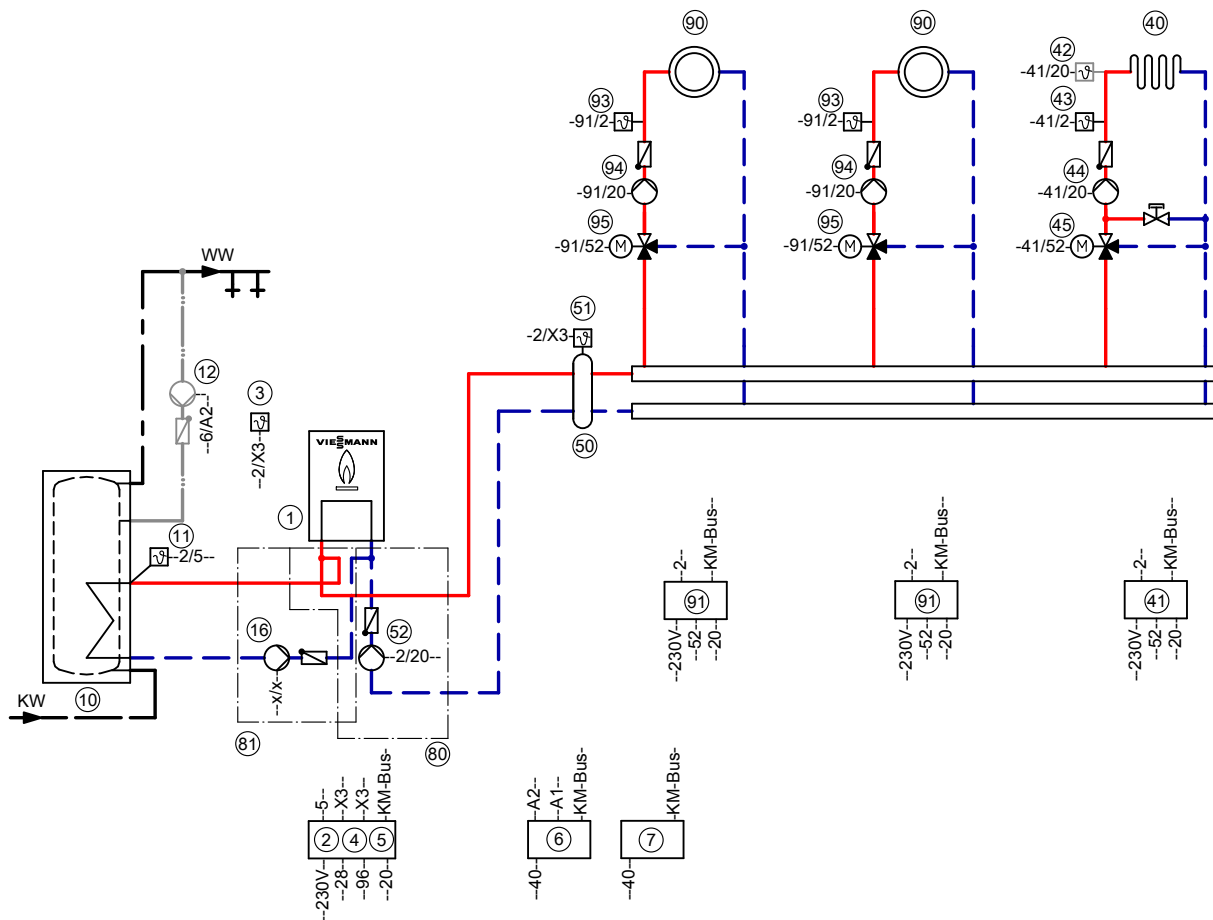 90
90
40
42
-41/20-
93
-91/2-
93
-91/2-
43
-41/2-
94
-91/20-
94
-91/20-
44
-41/20-
95
-91/52-
M
95
-91/52-
M
45
-41/52-
M
WW
51
-2/X3-
12
--6/A2--
3
--2/X3--
50
VIESMANN
1
11
--2/5--
16
--x/x--
52
--2/20--
10
KW
81
80
--2--
KM-Bus--
91
--230V--
--52--
--20--
--2--
KM-Bus--
91
--230V--
--52--
--20--
--2--
KM-Bus--
41
--230V--
--52--
--20--
--5--
--X3--
--X3--
KM-Bus-
2
4
5
--230V-
--28--
--96--
--20--
--A2--
--A1--
KM-Bus-
6
--40--
KM-Bus-
7
--40--